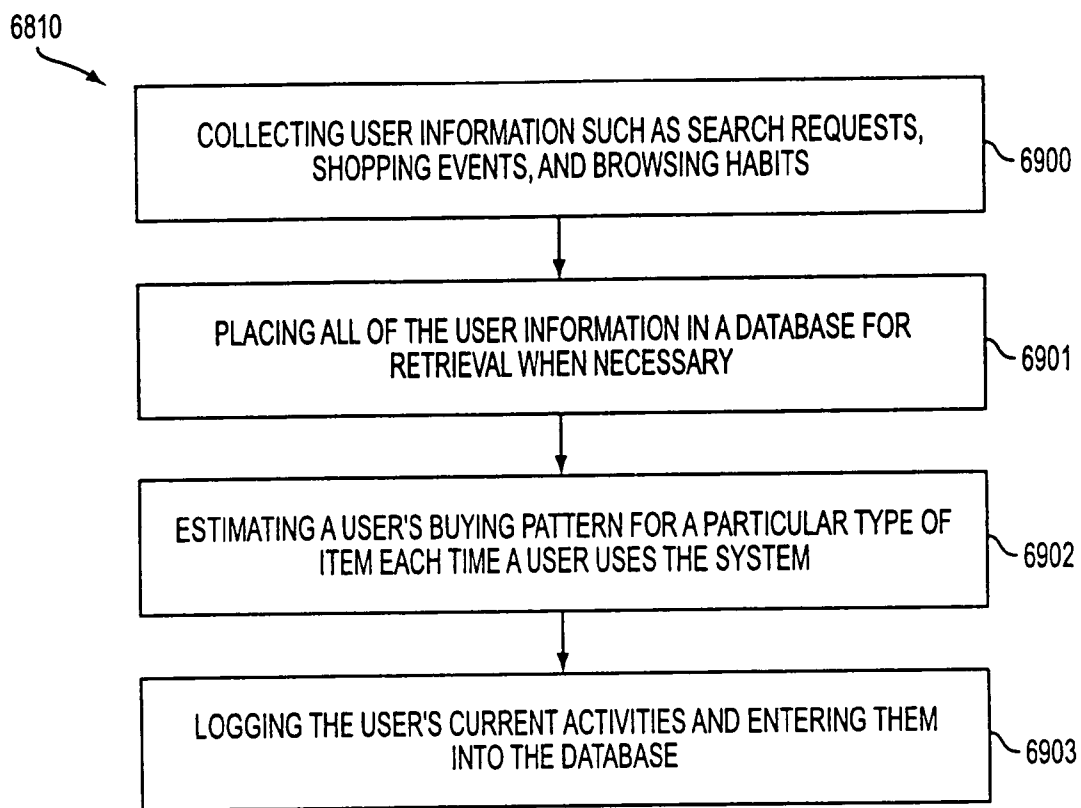 6810
COLLECTING USER INFORMATION SUCH AS SEARCH REQUESTS,
SHOPPING EVENTS, AND BROWSING HABITS
6900
PLACING ALL OF THE USER INFORMATION IN A DATABASE FOR
RETRIEVAL WHEN NECESSARY
6901
ESTIMATING A USER'S BUYING PATTERN FOR A PARTICULAR TYPE OF
ITEM EACH TIME A USER USES THE SYSTEM
6902
LOGGING THE USER'S CURRENT ACTIVITIES AND ENTERING THEM
INTO THE DATABASE
6903